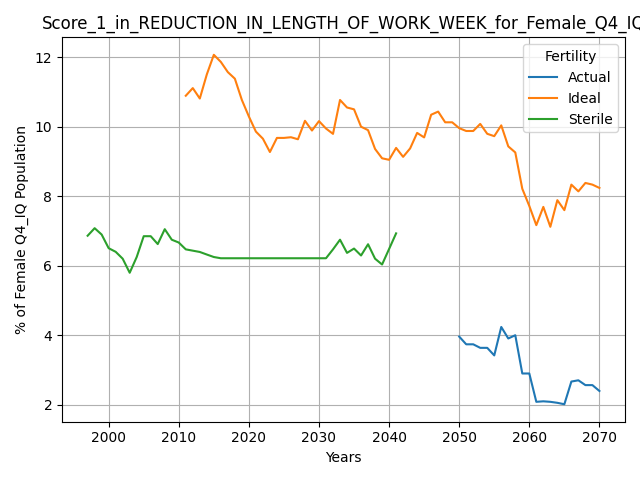 Score_1_in_REDUCTION_IN_LENGTH_OF_WORK_WEEK_for_Female_Q4_IQ
Fertility
Actual
Ideal
Sterile
% of Female Q4_IQ Population
12
10
8
6
4
2
2000 2010 2020 2030 2040 2050 2060 2070
Years